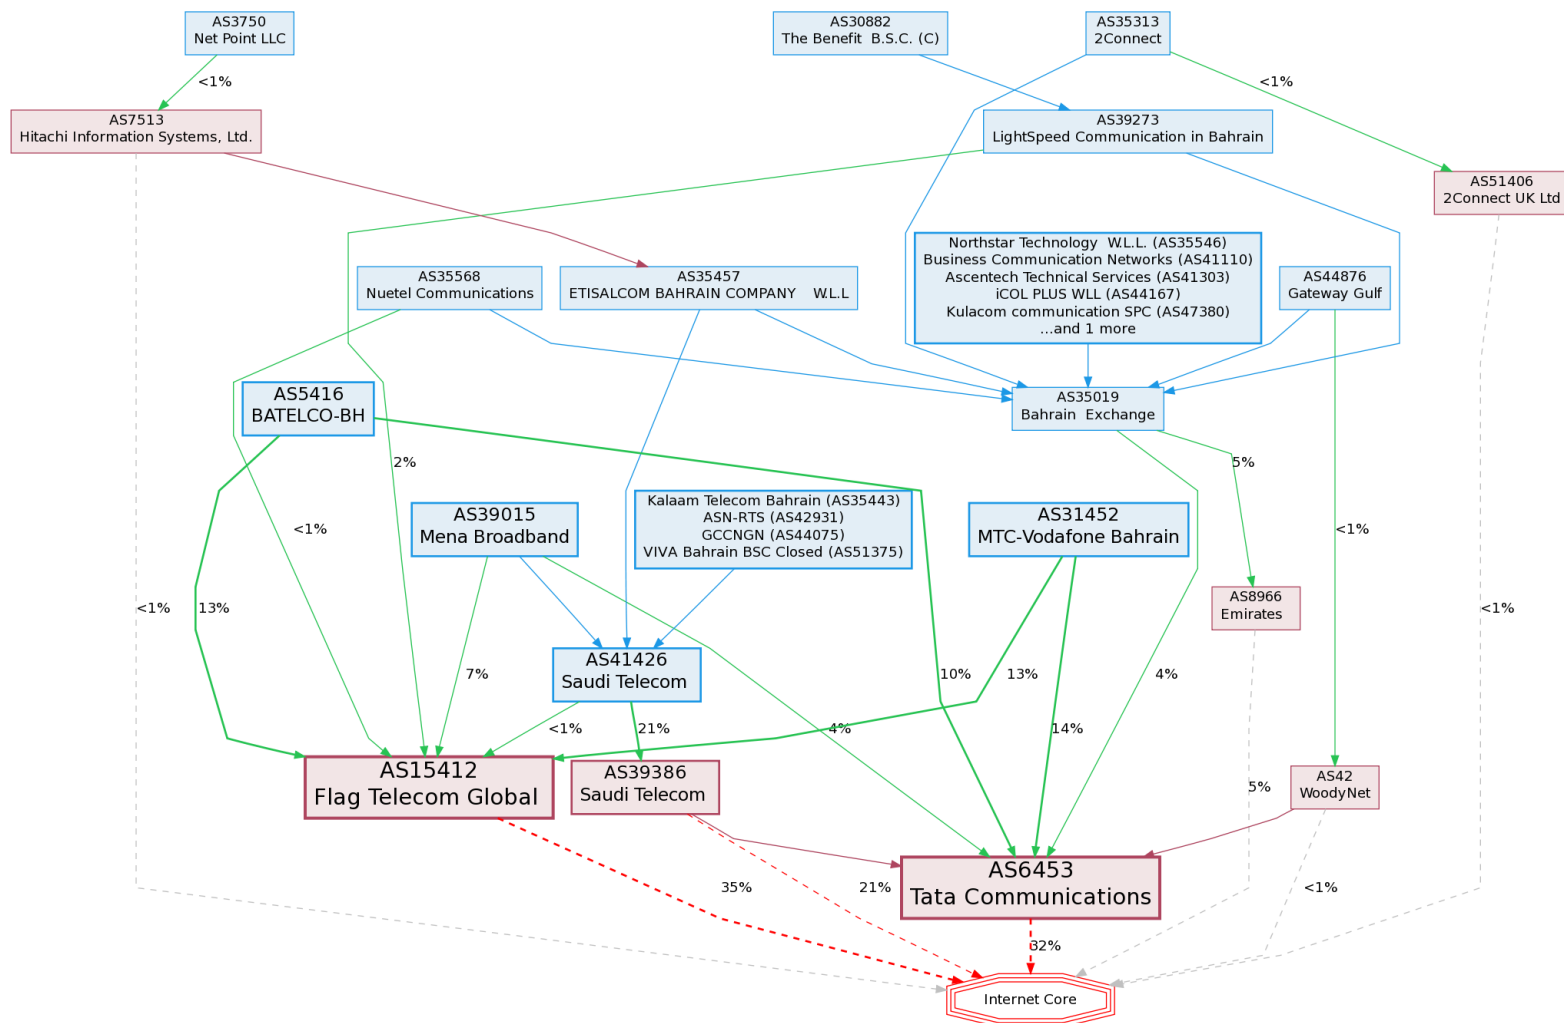 AS3750
Net Point LLC
AS30882
The Benefit  B.S.C. (C)
AS35313
2Connect
<1%
<1%
AS7513
Hitachi Information Systems, Ltd.
AS39273
LightSpeed Communication in Bahrain
AS51406
2Connect UK Ltd
Northstar Technology  W.L.L. (AS35546)
Business Communication Networks (AS41110)
Ascentech Technical Services (AS41303)
iCOL PLUS WLL (AS44167)
Kulacom communication SPC (AS47380)
...and 1 more
AS35568
Nuetel Communications
AS35457
ETISALCOM BAHRAIN COMPANY    W.L.L
AS44876
Gateway Gulf
AS5416
BATELCO-BH
AS35019
Bahrain  Exchange
2%
5%
AS39015
Mena Broadband
Kalaam Telecom Bahrain (AS35443)
ASN-RTS (AS42931)
GCCNGN (AS44075)
VIVA Bahrain BSC Closed (AS51375)
AS31452
MTC-Vodafone Bahrain
<1%
<1%
AS8966
Emirates
<1%
13%
<1%
AS41426
Saudi Telecom
7%
10%
13%
4%
<1%
21%
4%
14%
AS15412
Flag Telecom Global
AS39386
Saudi Telecom
AS42
WoodyNet
5%
AS6453
Tata Communications
35%
21%
<1%
32%
Internet Core